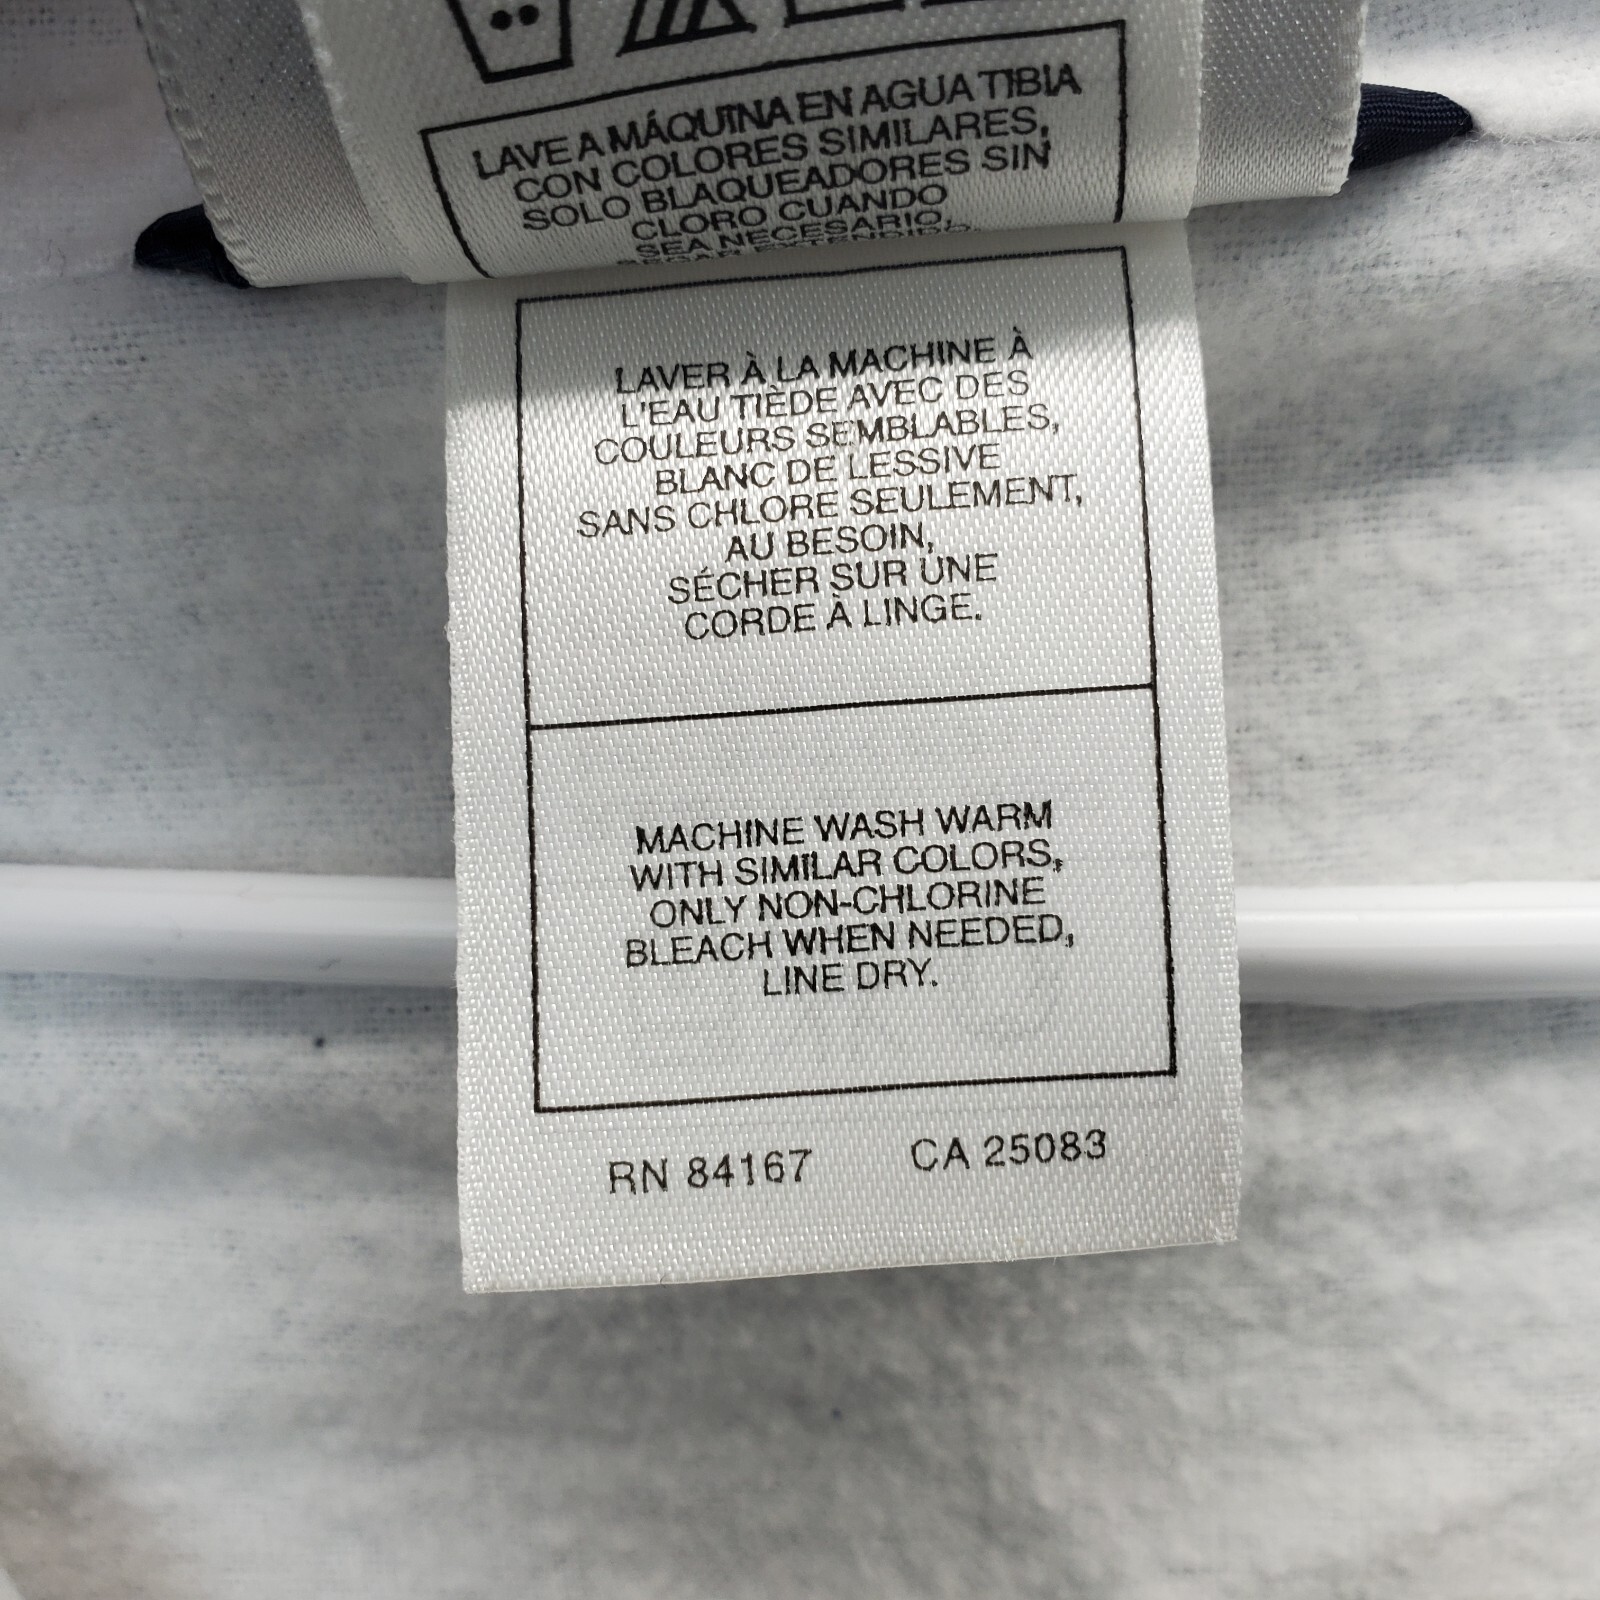 LAVE A MÁQUINA EN AGUA TIBIA
CON COLORES SIMILARES,
SOLO BLAQUEADORES SIN
CLORO CUANDO
SEA NECESARIO,
LAVER À LA MACHINE À
L'EAU TIÈDE AVEC DES
COULEURS SEMBLABLES,
BLANC DE LESSIVE
SANS CHLORE SEULEMENT,
AU BESOIN,
SÉCHER SUR UNE
CORDE À LINGE.
MACHINE WASH WARM
WITH SIMILAR COLORS,
ONLY NON-CHLORINE
BLEACH WHEN NEEDED,
LINE DRY.
RN 84167 CA 25083